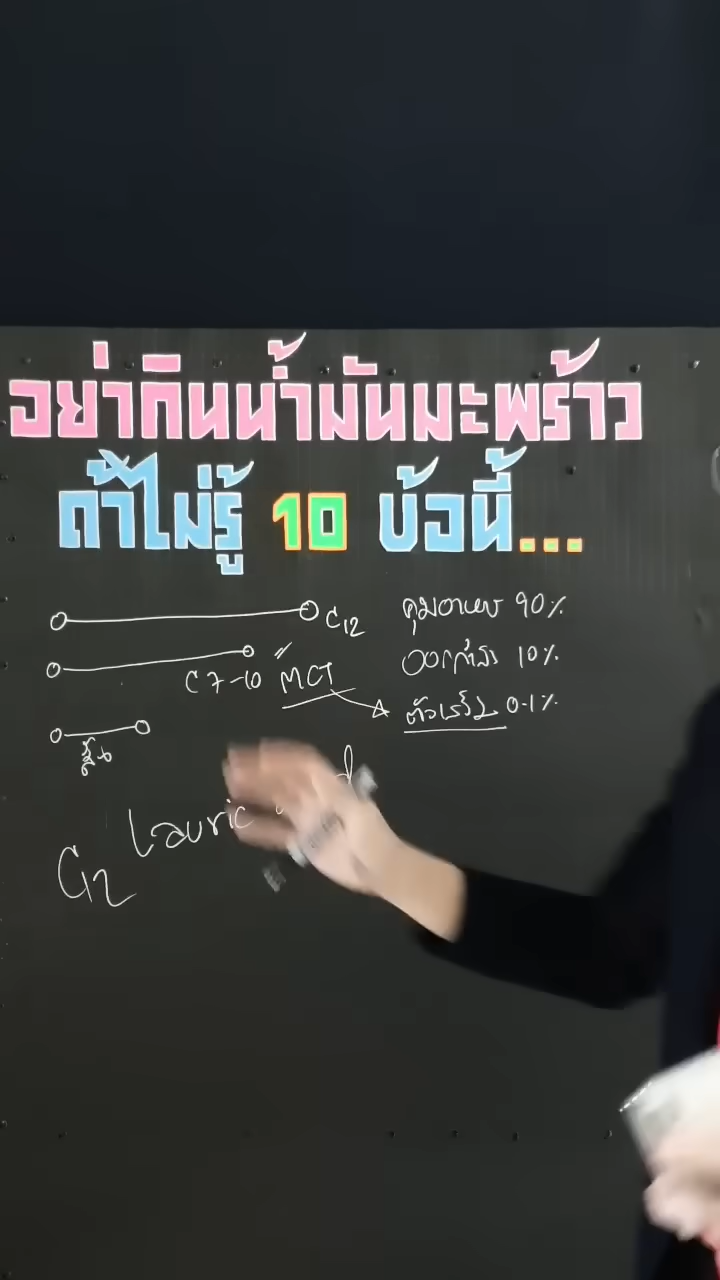 อย่ากินน้ำมันมะพร้าว
ถ้าไม่รู้ 10 ข้อนี้...
C12 คุมอาหาร 90%
C7-10 MCT ออกกำลัง 10%
ตัวเร่ง 0.1%
สั้น
C12 Lauric